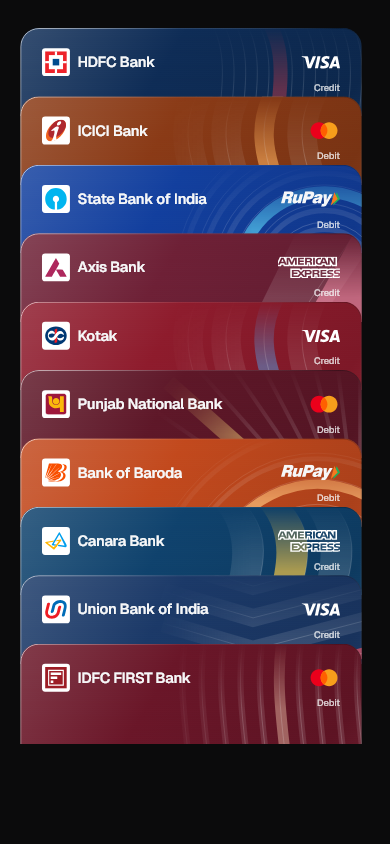 HDFC Bank VISA
Credit
ICICI Bank
Debit
State Bank of India RuPay
Debit
Axis Bank AMERICAN
EXPRESS
Credit
Kotak VISA
Credit
Punjab National Bank
Debit
Bank of Baroda RuPay
Debit
Canara Bank AMERICAN
EXPRESS
Credit
Union Bank of India VISA
Credit
IDFC FIRST Bank
Debit